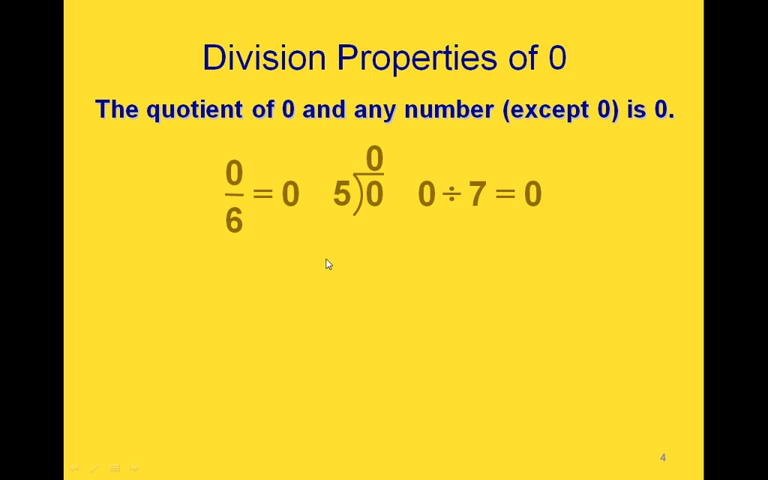 Division Properties of 0
The quotient of 0 and any number (except 0) is 0.
0/6 = 0   5)0 0   0 ÷ 7 = 0
4